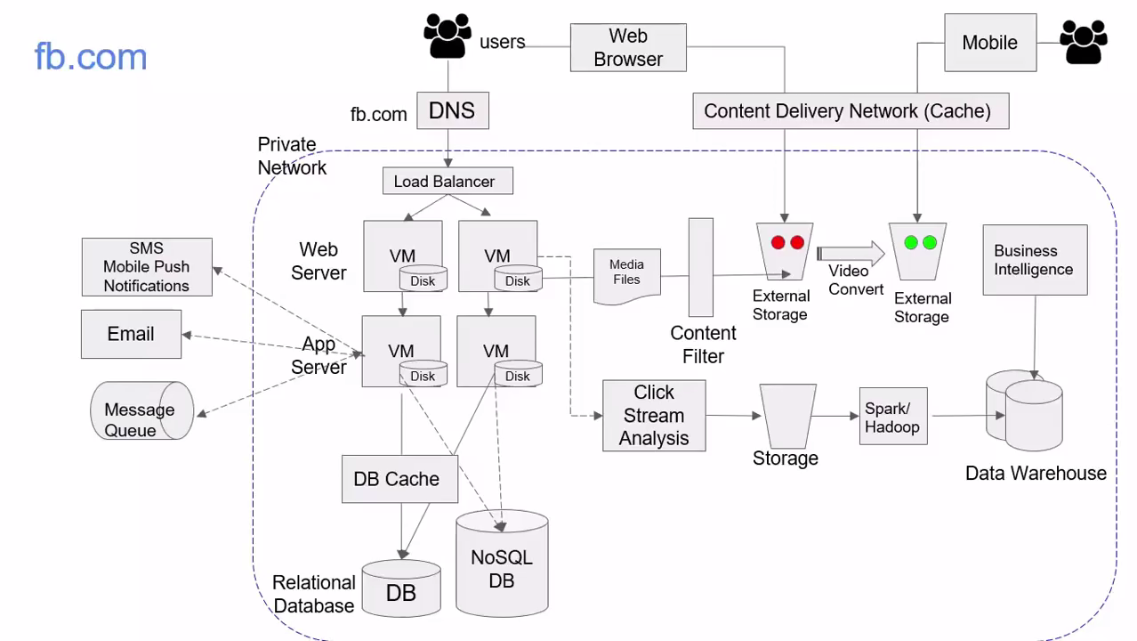 fb.com
users
Web
Browser
Mobile
fb.com
DNS
Content Delivery Network (Cache)
Private
Network
Load Balancer
Web
Server
VM
Disk
VM
Disk
Media
Files
Content
Filter
External
Storage
Video
Convert
External
Storage
Business
Intelligence
SMS
Mobile Push
Notifications
Email
Message
Queue
App
Server
VM
Disk
VM
Disk
Click
Stream
Analysis
Storage
Spark/
Hadoop
Data Warehouse
DB Cache
Relational
Database
DB
NoSQL
DB